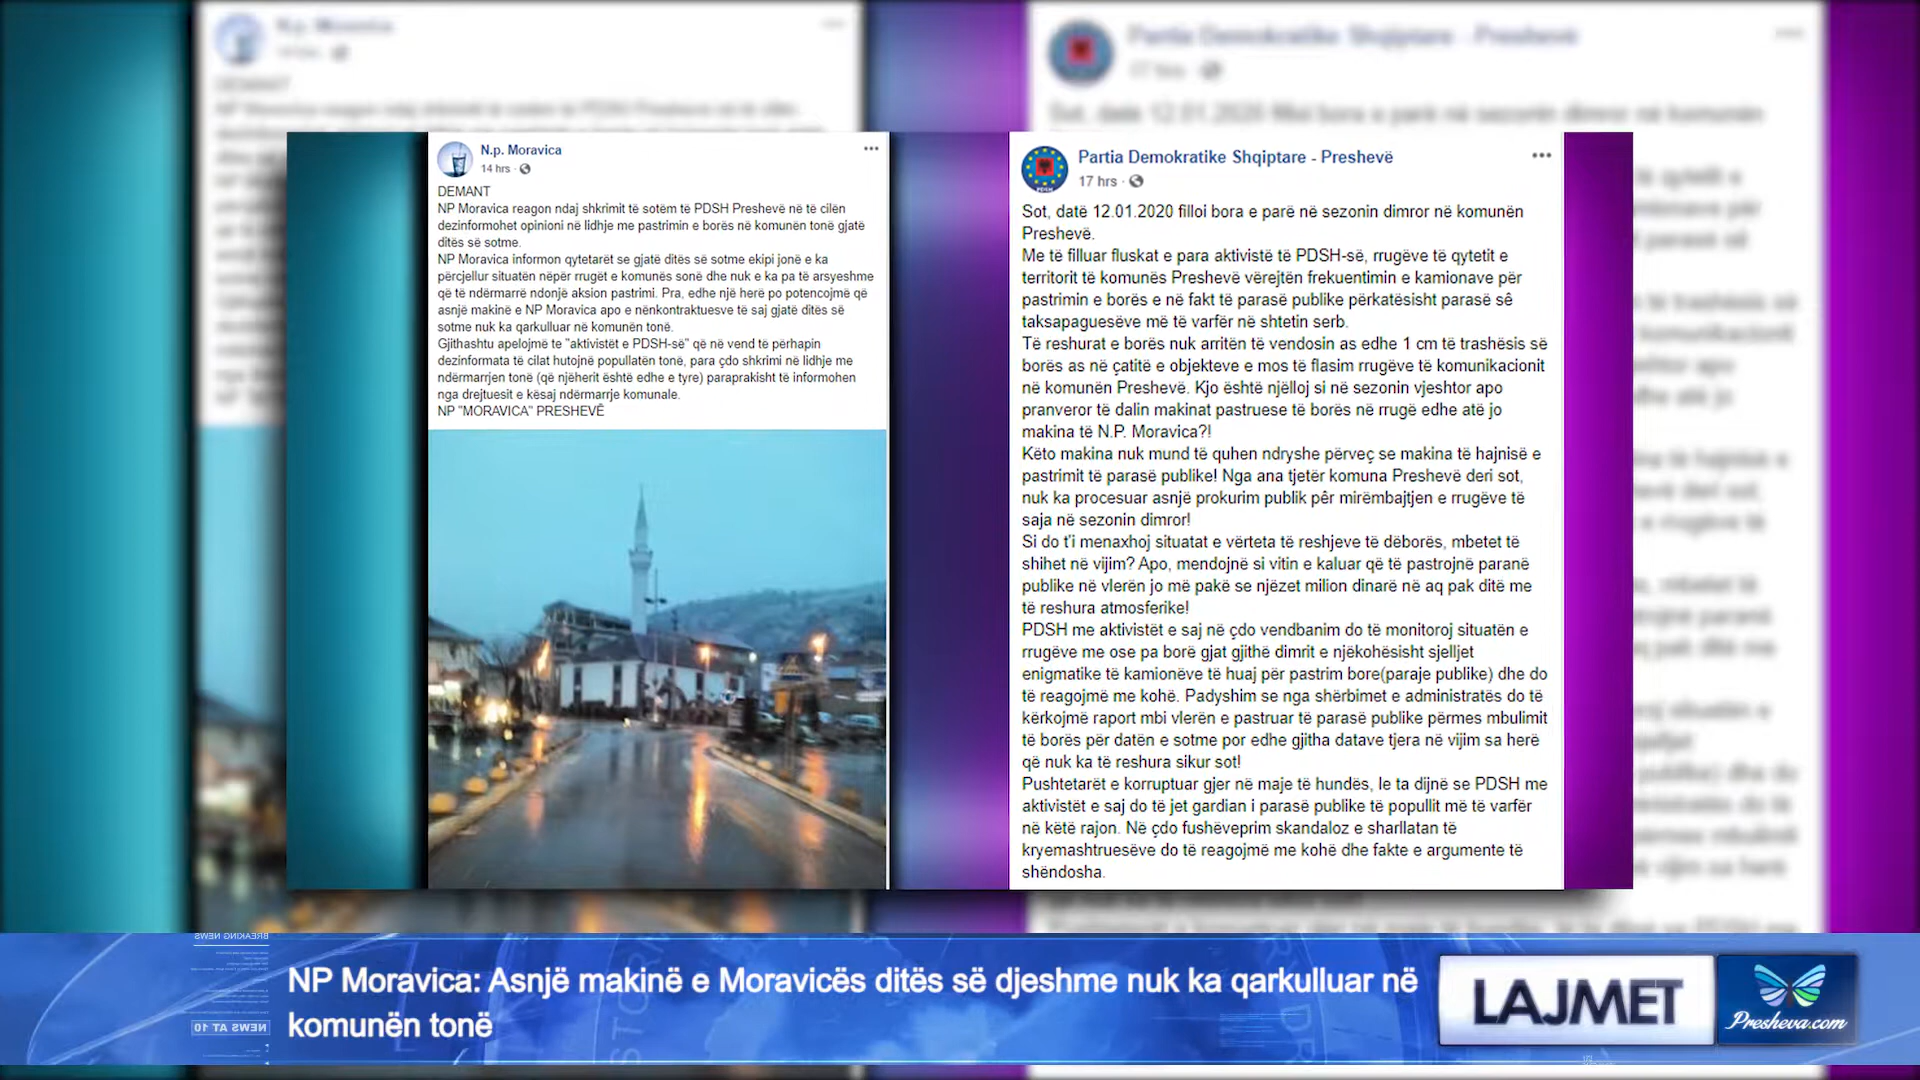 N.p. Moravica
14 hrs ·
DEMANT
NP Moravica reagon ndaj shkrimit të sotëm të PDSH Preshevë në të cilën
dezinformohet opinioni në lidhje me pastrimin e borës në komunën tonë gjatë
ditës së sotme.
NP Moravica informon qytetarët se gjatë ditës së sotme ekipi jonë e ka
përcjellur situatën nëpër rrugët e komunës sonë dhe nuk e ka pa të arsyeshme
që të ndërmarrë ndonjë aksion pastrimi. Pra, edhe një herë po potencojmë që
asnjë makinë e NP Moravica apo e nënkontraktuesve të saj gjatë ditës së
sotme nuk ka qarkulluar në komunën tonë.
Gjithashtu apelojmë te "aktivistët e PDSH-së" që në vend të përhapin
dezinformata të cilat hutojnë popullatën tonë, para çdo shkrimi në lidhje me
ndërmarrjen tonë (që njëherit është edhe e tyre) paraprakisht të informohen
nga drejtuesit e kësaj ndërmarrje komunale.
NP "MORAVICA" PRESHEVË
Partia Demokratike Shqiptare - Preshevë
17 hrs ·
Sot, datë 12.01.2020 filloi bora e parë në sezonin dimror në komunën
Preshevë.
Me të filluar fluskat e para aktivistë të PDSH-së, rrugëve të qytetit e
territorit të komunës Preshevë vërejtën frekuentimin e kamionave për
pastrimin e borës e në fakt të parasë publike përkatësisht parasë sê
taksapaguesëve më të varfër në shtetin serb.
Të reshurat e borës nuk arritën të vendosin as edhe 1 cm të trashësis së
borës as në çatitë e objekteve e mos të flasim rrugëve të komunikacionit
në komunën Preshevë. Kjo është njëlloj si në sezonin vjeshtor apo
pranveror të dalin makinat pastruese të borës në rrugë edhe atë jo
makina të N.P. Moravica?!
Këto makina nuk mund të quhen ndryshe përveç se makina të hajnisë e
pastrimit të parasë publike! Nga ana tjetër komuna Preshevë deri sot,
nuk ka procesuar asnjë prokurim publik pêr mirëmbajtjen e rrugëve të
saja në sezonin dimror!
Si do t'i menaxhoj situatat e vërteta të reshjeve të dëborës, mbetet të
shihet në vijim? Apo, mendojnë si vitin e kaluar që të pastrojnë paranë
publike në vlerën jo më pakë se njëzet milion dinarë në aq pak ditë me
të reshura atmosferike!
PDSH me aktivistët e saj në çdo vendbanim do të monitoroj situatën e
rrugëve me ose pa borë gjat gjithë dimrit e njëkohësisht sjelljet
enigmatike të kamionëve të huaj për pastrim bore(paraje publike) dhe do
të reagojmë me kohë. Padyshim se nga shërbimet e administratës do të
kërkojmë raport mbi vlerën e pastruar të parasë publike përmes mbulimit
të borës për datën e sotme por edhe gjitha datave tjera në vijim sa herë
që nuk ka të reshura sikur sot!
Pushtetarët e korruptuar gjer në maje të hundës, le ta dijnë se PDSH me
aktivistët e saj do të jet gardian i parasë publike të popullit më të varfër
në këtë rajon. Në çdo fushëveprim skandaloz e sharllatan të
kryemashtruesëve do të reagojmë me kohë dhe fakte e argumente të
shëndosha.
NP Moravica: Asnjë makinë e Moravicës ditës së djeshme nuk ka qarkulluar në
komunën tonë
LAJMET
Presheva.com
BREAKING NEWS
NEWS AT 10